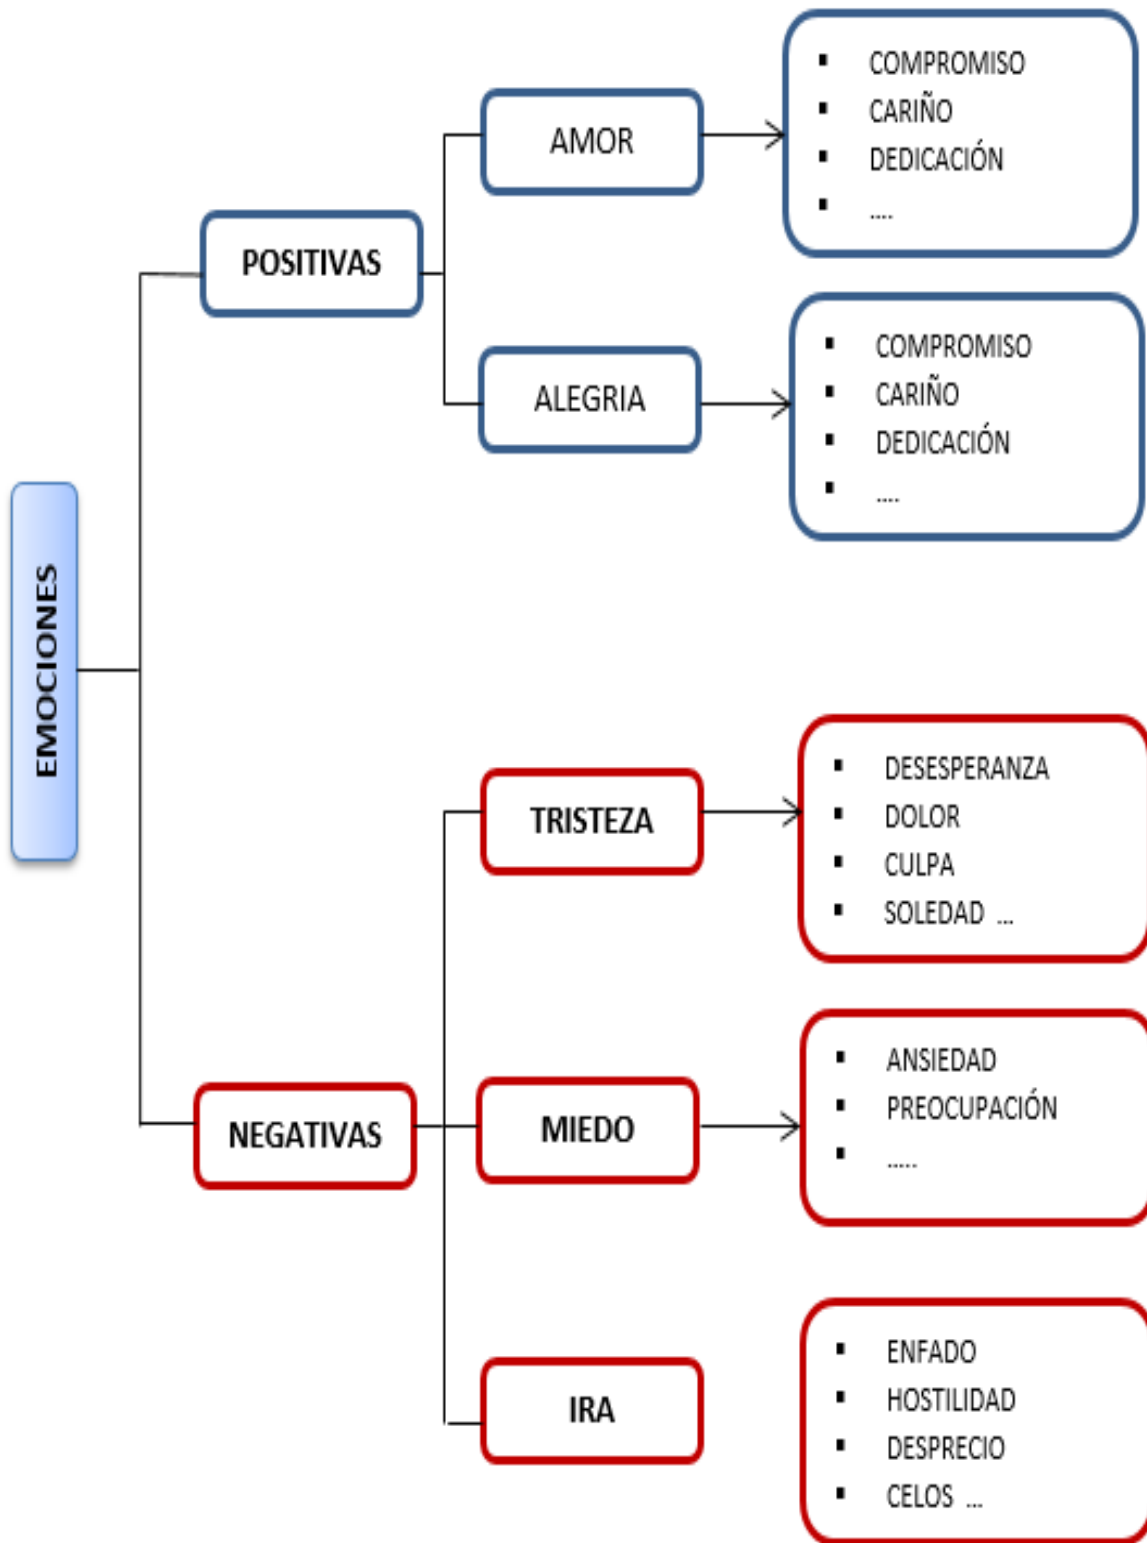 EMOCIONES
POSITIVAS
AMOR
▪ COMPROMISO
▪ CARIÑO
▪ DEDICACIÓN
▪ ....
ALEGRIA
▪ COMPROMISO
▪ CARIÑO
▪ DEDICACIÓN
▪ ....
NEGATIVAS
TRISTEZA
▪ DESESPERANZA
▪ DOLOR
▪ CULPA
▪ SOLEDAD ...
MIEDO
▪ ANSIEDAD
▪ PREOCUPACIÓN
▪ .....
IRA
▪ ENFADO
▪ HOSTILIDAD
▪ DESPRECIO
▪ CELOS ...